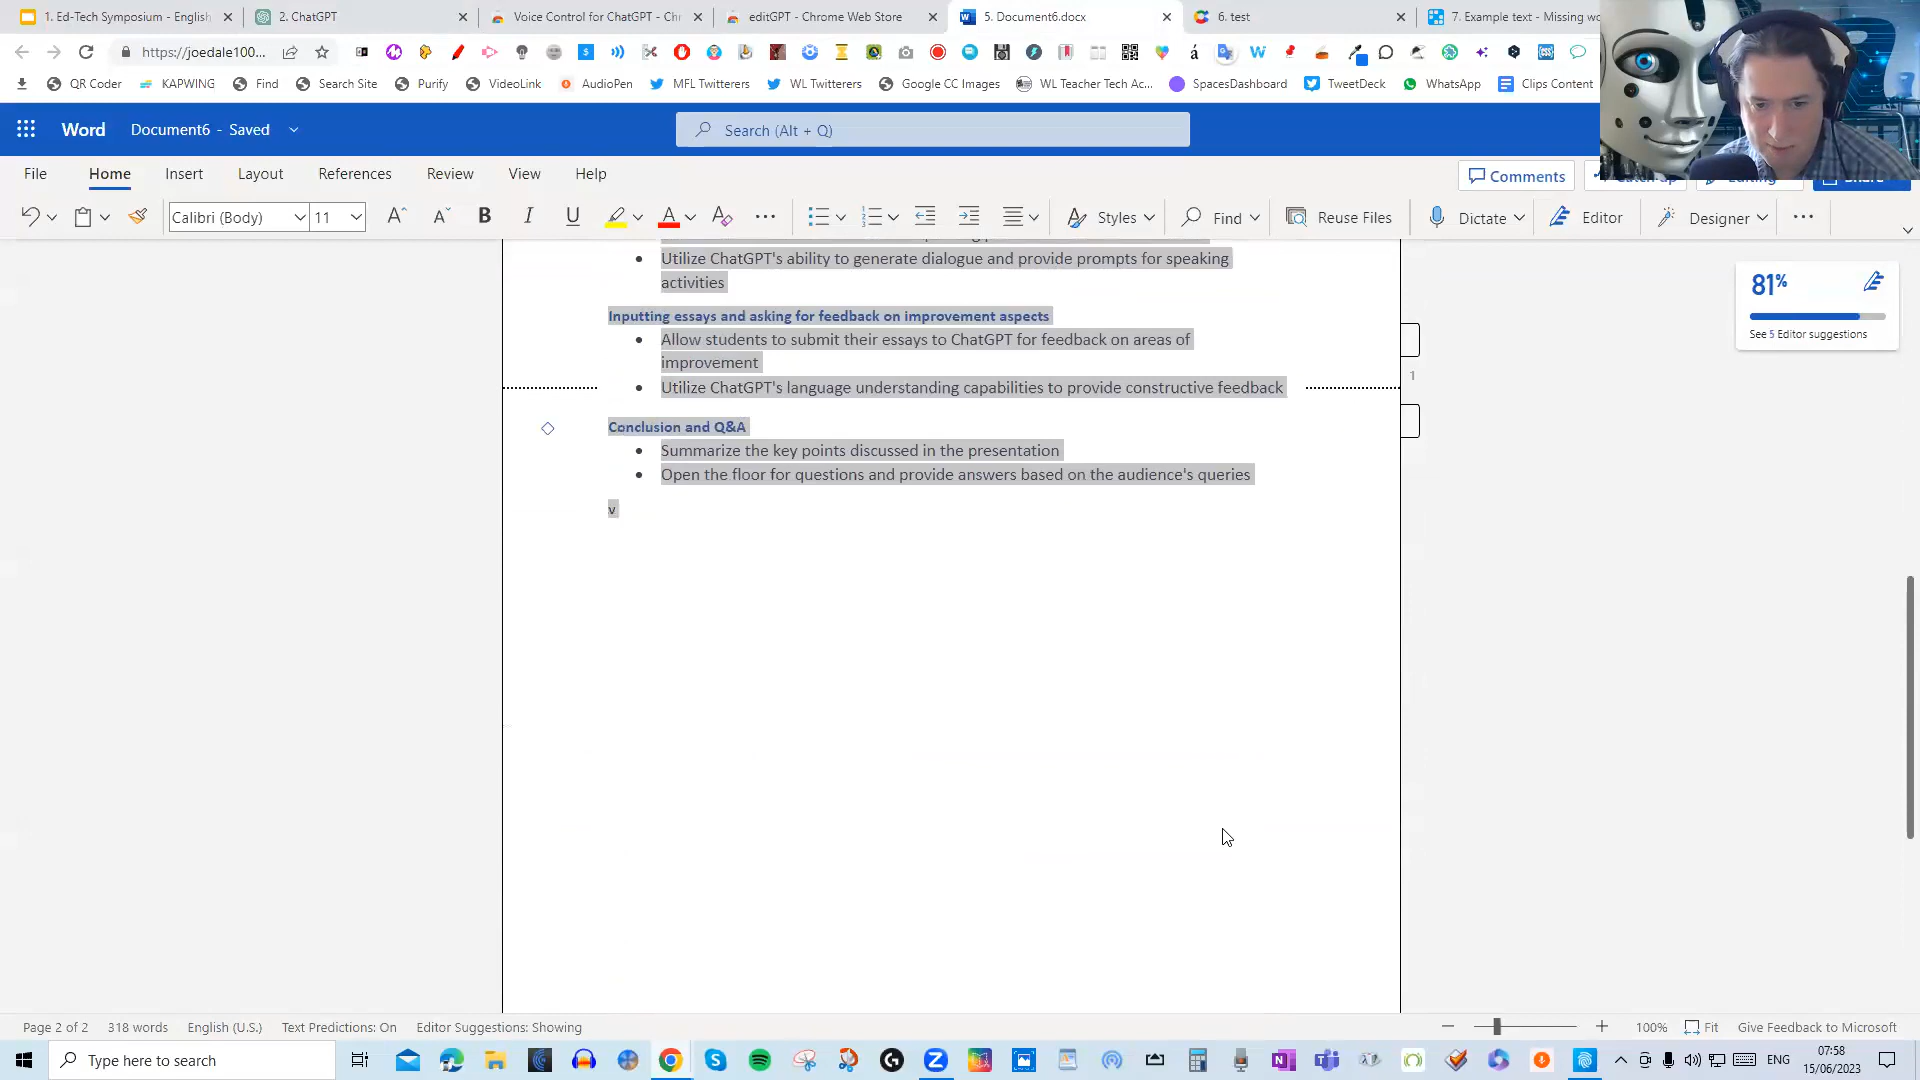 1. Ed-Tech Symposium - English
2. ChatGPT
Voice Control for ChatGPT - Chr
editGPT - Chrome Web Store
5. Document6.docx
6. test
7. Example text - Missing wo
https://joedale100...
QR Coder
KAPWING
Find
Search Site
Purify
VideoLink
AudioPen
MFL Twitterers
WL Twitterers
Google CC Images
WL Teacher Tech Ac...
SpacesDashboard
TweetDeck
WhatsApp
Clips Content
Word
Document6 - Saved
Search (Alt + Q)
File
Home
Insert
Layout
References
Review
View
Help
Comments
Calibri (Body)
11
Styles
Find
Reuse Files
Dictate
Editor
Designer
• Utilize ChatGPT's ability to generate dialogue and provide prompts for speaking
activities
Inputting essays and asking for feedback on improvement aspects
• Allow students to submit their essays to ChatGPT for feedback on areas of
improvement
• Utilize ChatGPT's language understanding capabilities to provide constructive feedback
Conclusion and Q&A
• Summarize the key points discussed in the presentation
• Open the floor for questions and provide answers based on the audience's queries
v
81%
See 5 Editor suggestions
1
Page 2 of 2
318 words
English (U.S.)
Text Predictions: On
Editor Suggestions: Showing
100%
Fit
Give Feedback to Microsoft
Type here to search
ENG
07:58
15/06/2023